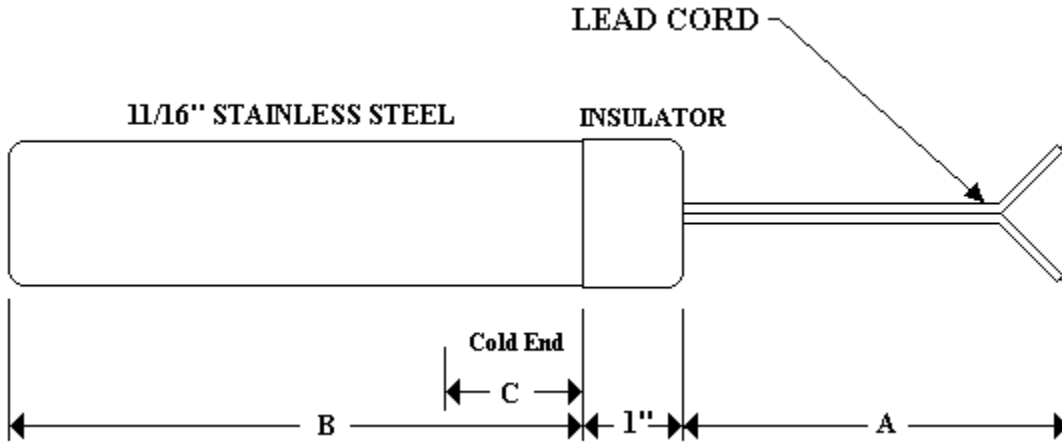 LEAD CORD
11/16" STAINLESS STEEL
INSULATOR
Cold End
C
B
1"
A